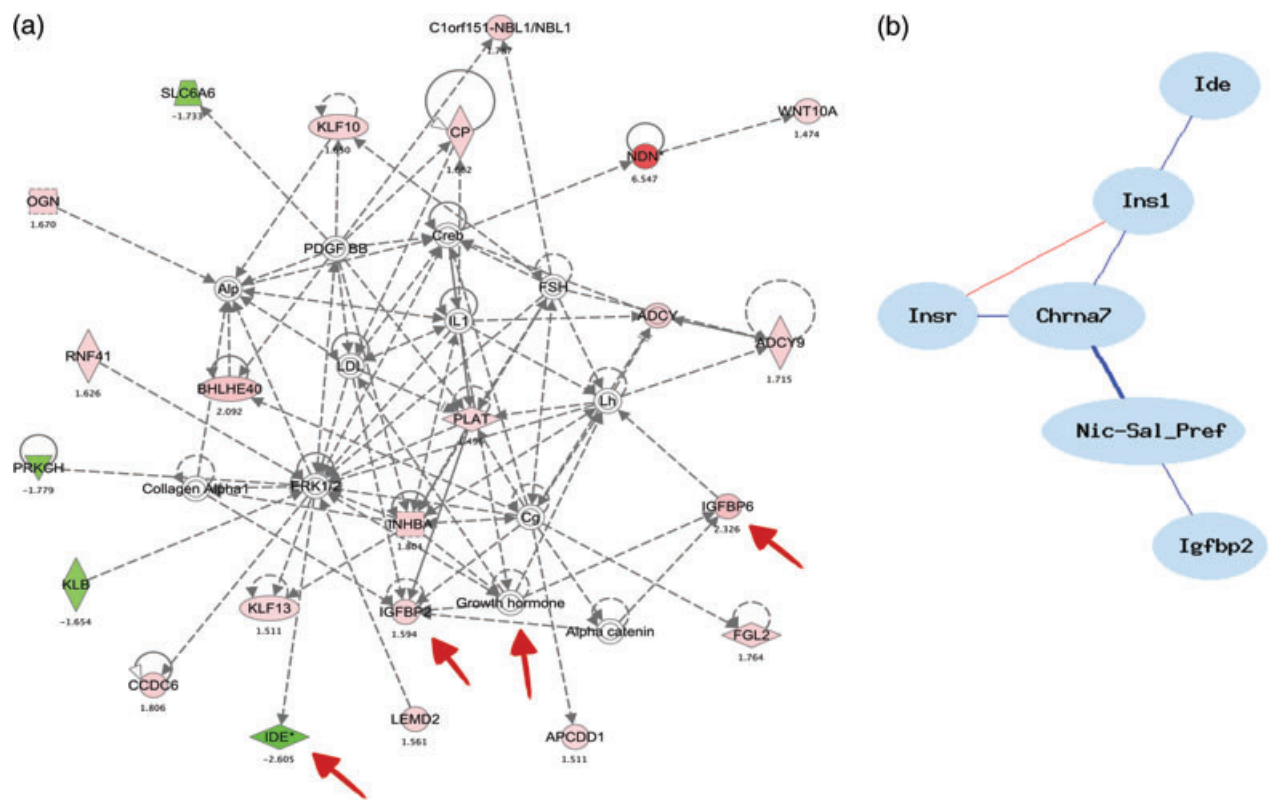 (a)
C1orf151-NBL1/NBL1
SLC6A6
-1.733
KLF10
CP
WNT10A
1.474
NDN*
6.547
OGN
1.670
PDGF BB
Creb
Alp
FSH
IL1
ADCY
ADCY9
1.715
RNF41
1.626
LDL
BHLHE40
2.092
Lh
PLAT
PRKCH
-1.779
Collagen Alpha1
ERK1/2
INHBA
Cg
IGFBP6
2.326
KLB
-1.654
KLF13
1.511
IGFBP2
1.594
Growth hormone
Alpha catenin
FGL2
1.764
CCDC6
1.806
IDE*
-2.605
LEMD2
1.561
APCDD1
1.511
(b)
Ide
Ins1
Insr
Chrna7
Nic-Sal_Pref
Igfbp2